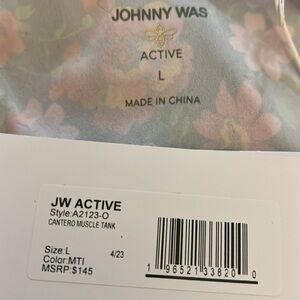 JOHNNY WAS
ACTIVE
L
MADE IN CHINA
JW ACTIVE
Style:A2123-O
CANTERO MUSCLE TANK
Size:L 4/23
Color:MTI
MSRP:$145
1 96521 33820 0